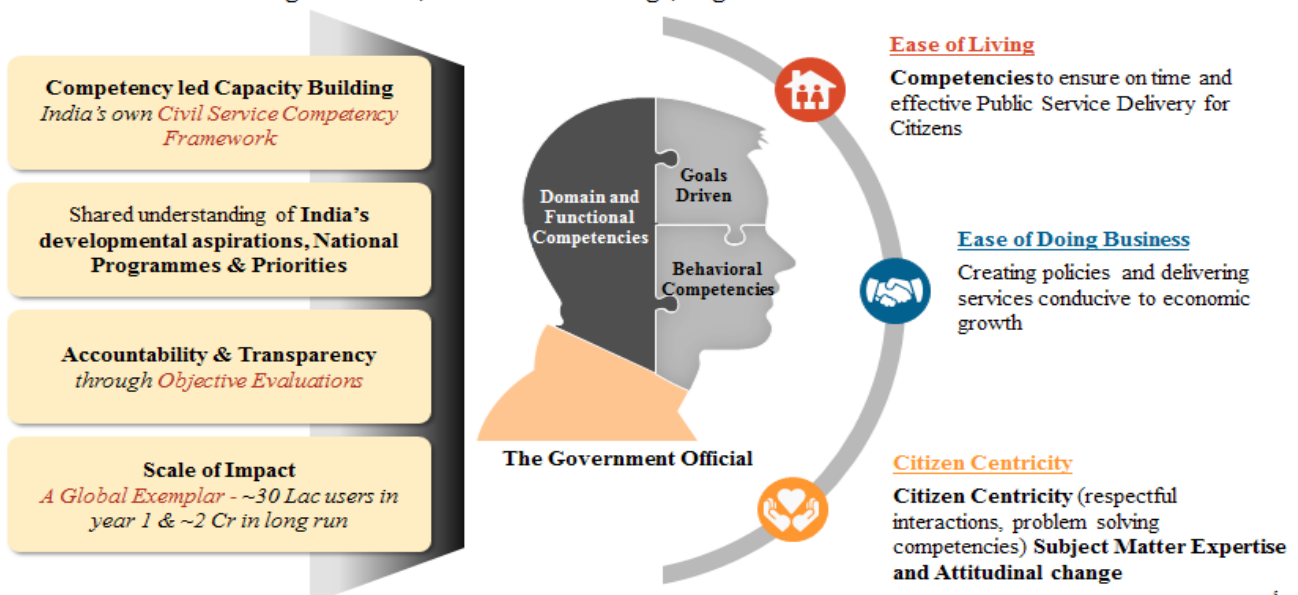 Competency led Capacity Building
India's own Civil Service Competency
Framework
Shared understanding of India's
developmental aspirations, National
Programmes & Priorities
Accountability & Transparency
through Objective Evaluations
Scale of Impact
A Global Exemplar - ~30 Lac users in
year 1 & ~2 Cr in long run
Domain and
Functional
Competencies
Goals
Driven
Behavioral
Competencies
The Government Official
Ease of Living
Competencies to ensure on time and
effective Public Service Delivery for
Citizens
Ease of Doing Business
Creating policies and delivering
services conducive to economic
growth
Citizen Centricity
Citizen Centricity (respectful
interactions, problem solving
competencies) Subject Matter Expertise
and Attitudinal change